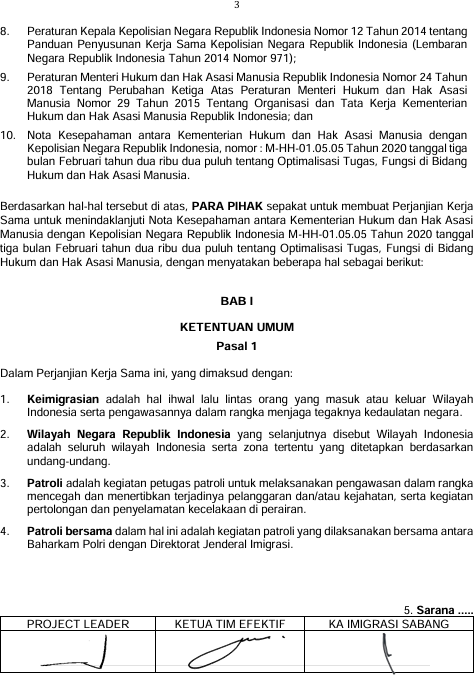 3
8. Peraturan Kepala Kepolisian Negara Republik Indonesia Nomor 12 Tahun 2014 tentang
Panduan Penyusunan Kerja Sama Kepolisian Negara Republik Indonesia (Lembaran
Negara Republik Indonesia Tahun 2014 Nomor 971);
9. Peraturan Menteri Hukum dan Hak Asasi Manusia Republik Indonesia Nomor 24 Tahun
2018 Tentang Perubahan Ketiga Atas Peraturan Menteri Hukum dan Hak Asasi
Manusia Nomor 29 Tahun 2015 Tentang Organisasi dan Tata Kerja Kementerian
Hukum dan Hak Asasi Manusia Republik Indonesia; dan
10. Nota Kesepahaman antara Kementerian Hukum dan Hak Asasi Manusia dengan
Kepolisian Negara Republik Indonesia, nomor : M-HH-01.05.05 Tahun 2020 tanggal tiga
bulan Februari tahun dua ribu dua puluh tentang Optimalisasi Tugas, Fungsi di Bidang
Hukum dan Hak Asasi Manusia.
Berdasarkan hal-hal tersebut di atas, PARA PIHAK sepakat untuk membuat Perjanjian Kerja
Sama untuk menindaklanjuti Nota Kesepahaman antara Kementerian Hukum dan Hak Asasi
Manusia dengan Kepolisian Negara Republik Indonesia M-HH-01.05.05 Tahun 2020 tanggal
tiga bulan Februari tahun dua ribu dua puluh tentang Optimalisasi Tugas, Fungsi di Bidang
Hukum dan Hak Asasi Manusia, dengan menyatakan beberapa hal sebagai berikut:
BAB I
KETENTUAN UMUM
Pasal 1
Dalam Perjanjian Kerja Sama ini, yang dimaksud dengan:
1. Keimigrasian adalah hal ihwal lalu lintas orang yang masuk atau keluar Wilayah
Indonesia serta pengawasannya dalam rangka menjaga tegaknya kedaulatan negara.
2. Wilayah Negara Republik Indonesia yang selanjutnya disebut Wilayah Indonesia
adalah seluruh wilayah Indonesia serta zona tertentu yang ditetapkan berdasarkan
undang-undang.
3. Patroli adalah kegiatan petugas patroli untuk melaksanakan pengawasan dalam rangka
mencegah dan menertibkan terjadinya pelanggaran dan/atau kejahatan, serta kegiatan
pertolongan dan penyelamatan kecelakaan di perairan.
4. Patroli bersama dalam hal ini adalah kegiatan patroli yang dilaksanakan bersama antara
Baharkam Polri dengan Direktorat Jenderal Imigrasi.
5. Sarana .....
PROJECT LEADER KETUA TIM EFEKTIF KA IMIGRASI SABANG